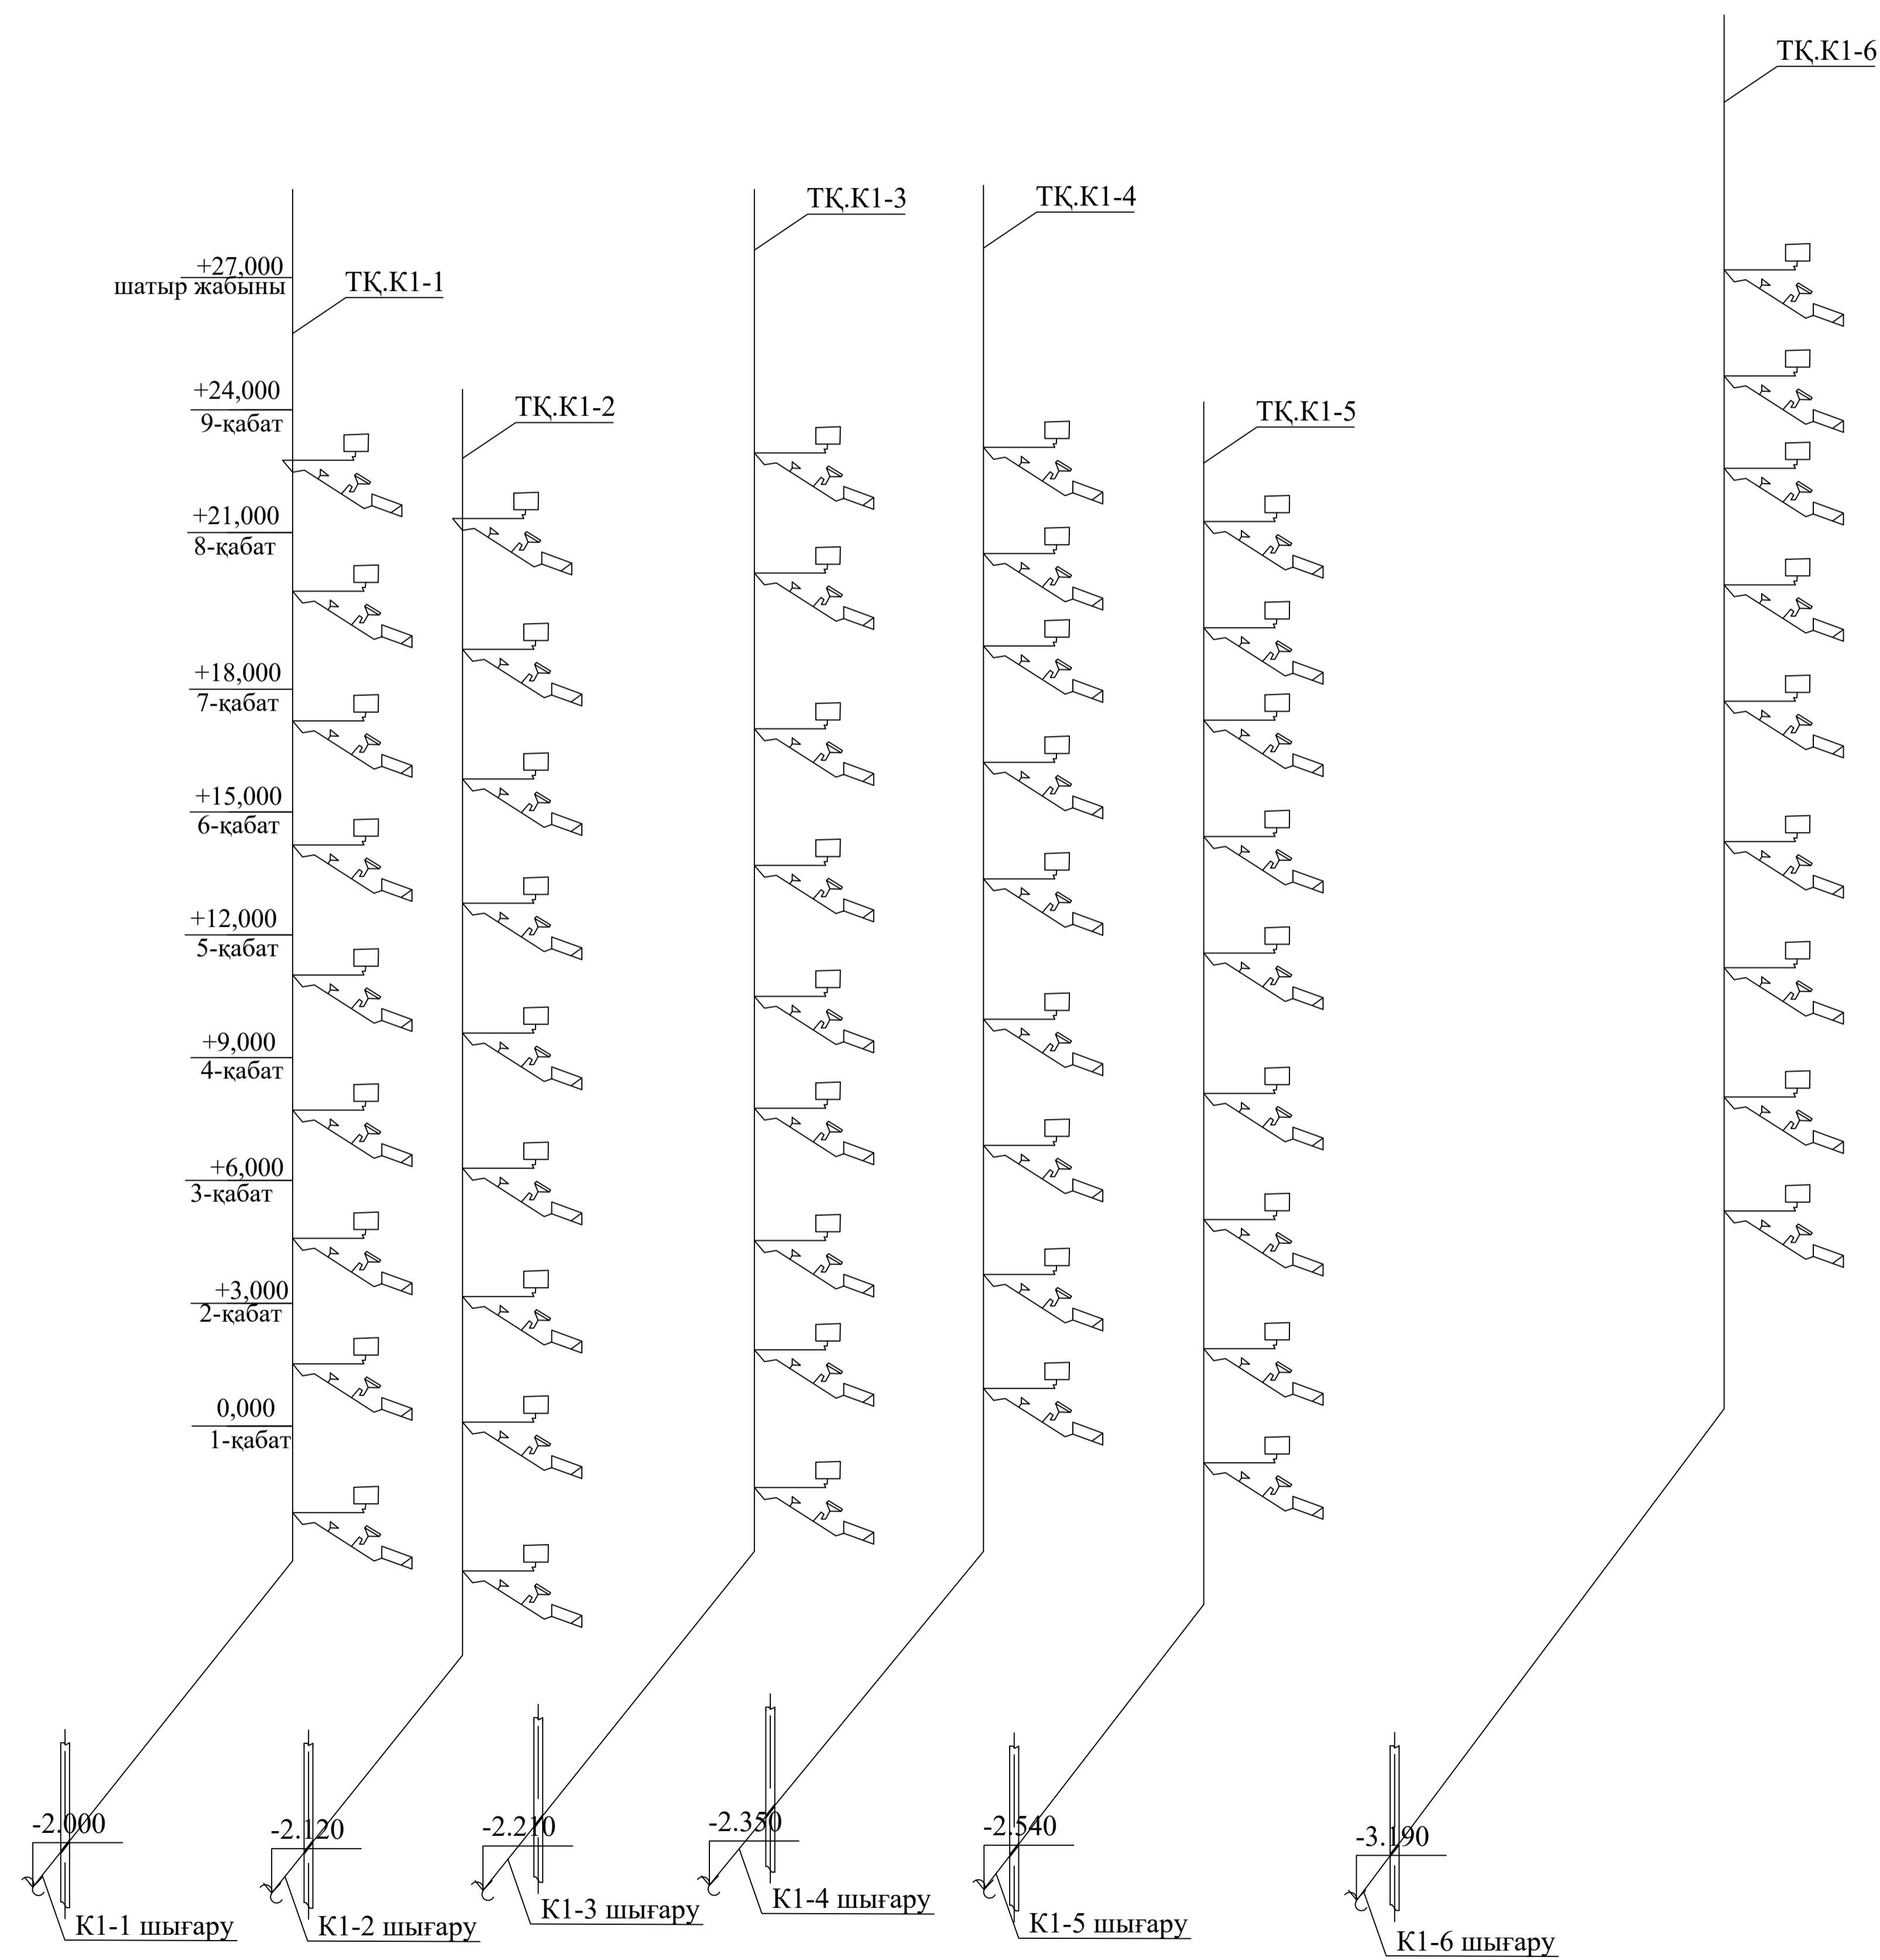 ТҚ.К1-6
ТҚ.К1-3
ТҚ.К1-4
+27,000
шатыр жабыны
ТҚ.К1-1
+24,000
9-қабат
ТҚ.К1-2
ТҚ.К1-5
+21,000
8-қабат
+18,000
7-қабат
+15,000
6-қабат
+12,000
5-қабат
+9,000
4-қабат
+6,000
3-қабат
+3,000
2-қабат
0,000
1-қабат
-2.000
-2.120
-2.210
-2.350
-2.540
-3.190
К1-1 шығару
К1-2 шығару
К1-3 шығару
К1-4 шығару
К1-5 шығару
К1-6 шығару